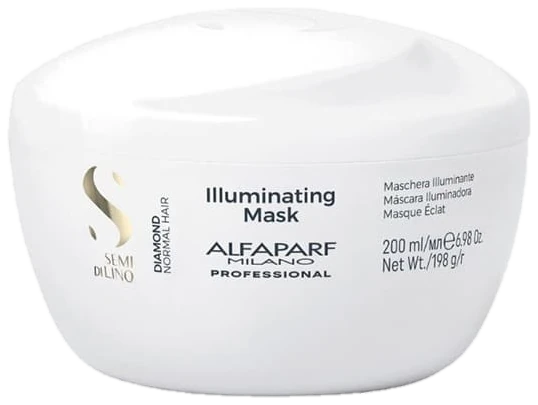 SEMI
DI LINO
DIAMOND
NORMAL HAIR
Illuminating
Mask
ALFAPARF
MILANO
PROFESSIONAL
Maschera Illuminante
Máscara Iluminadora
Masque Éclat
200 ml/мл℮6.98 Oz.
Net Wt./198 g/г